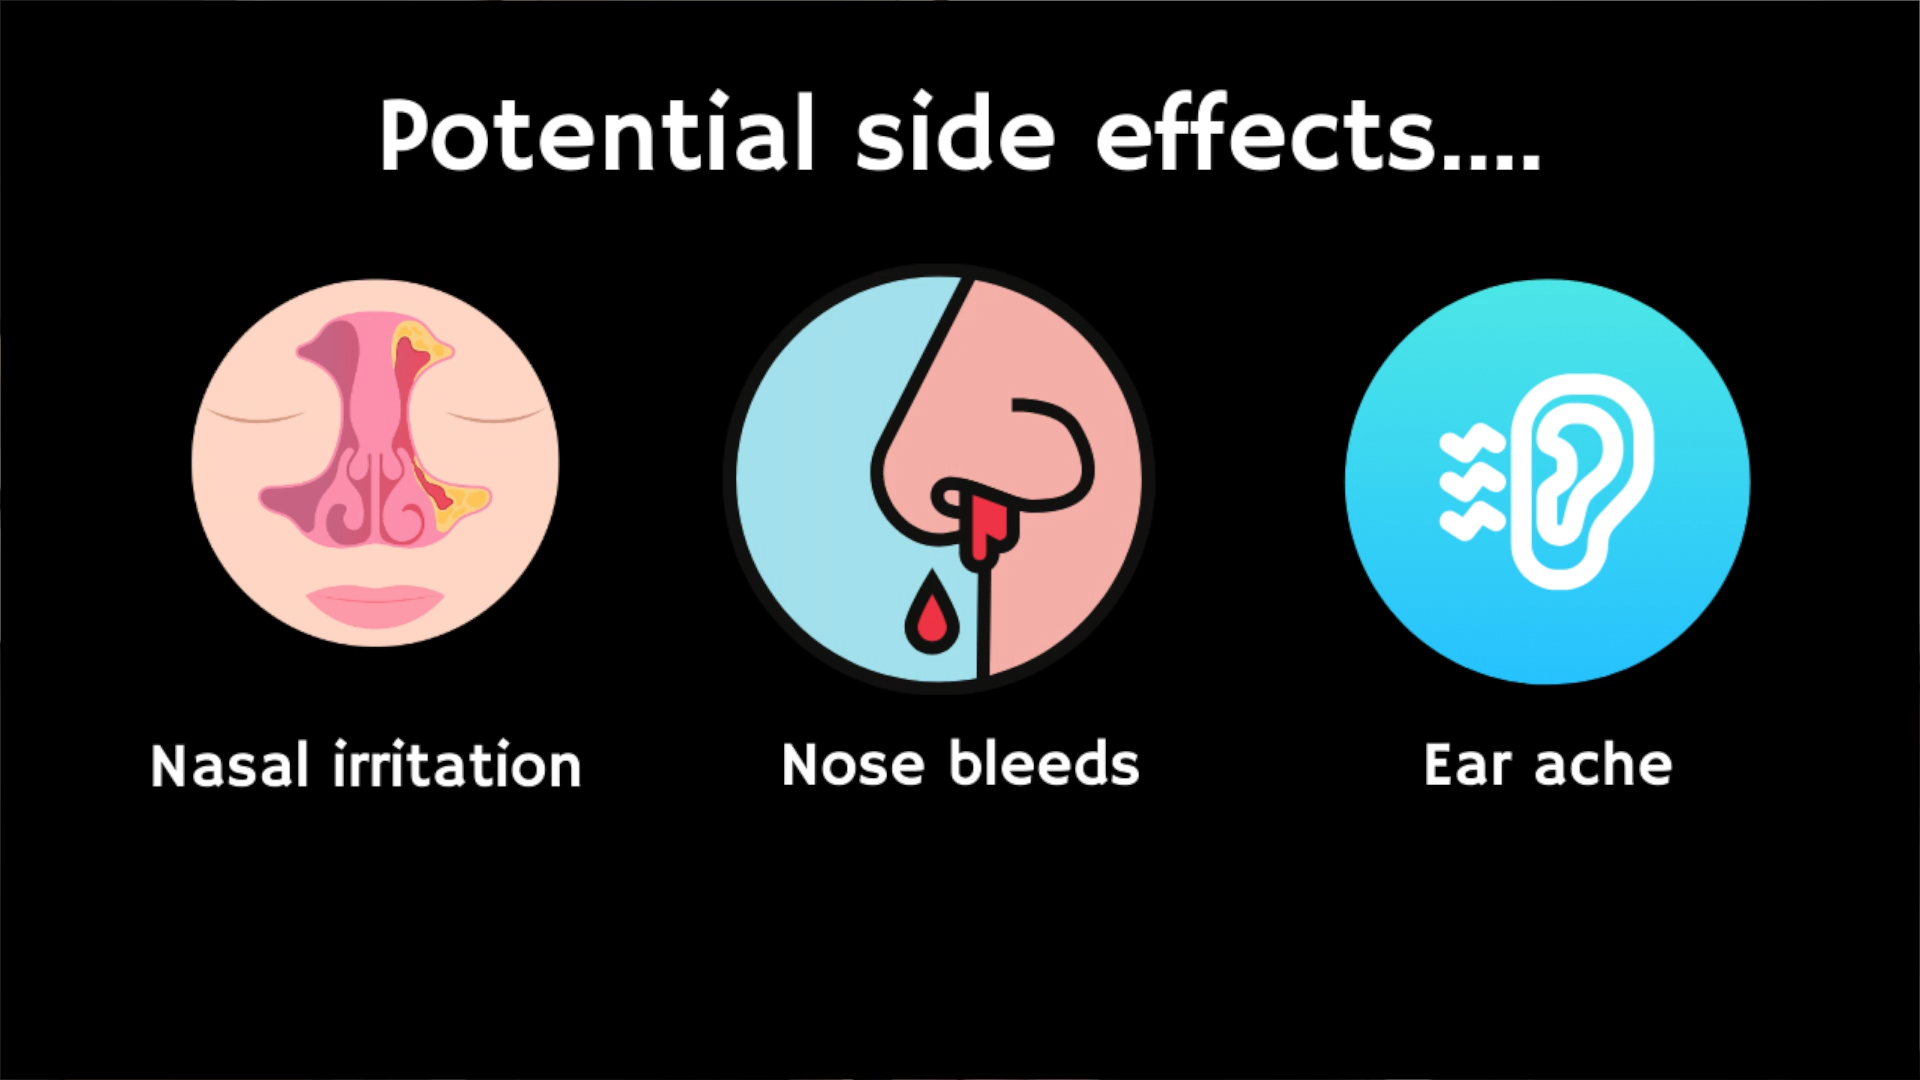 Potential side effects....
Nasal irritation
Nose bleeds
Ear ache